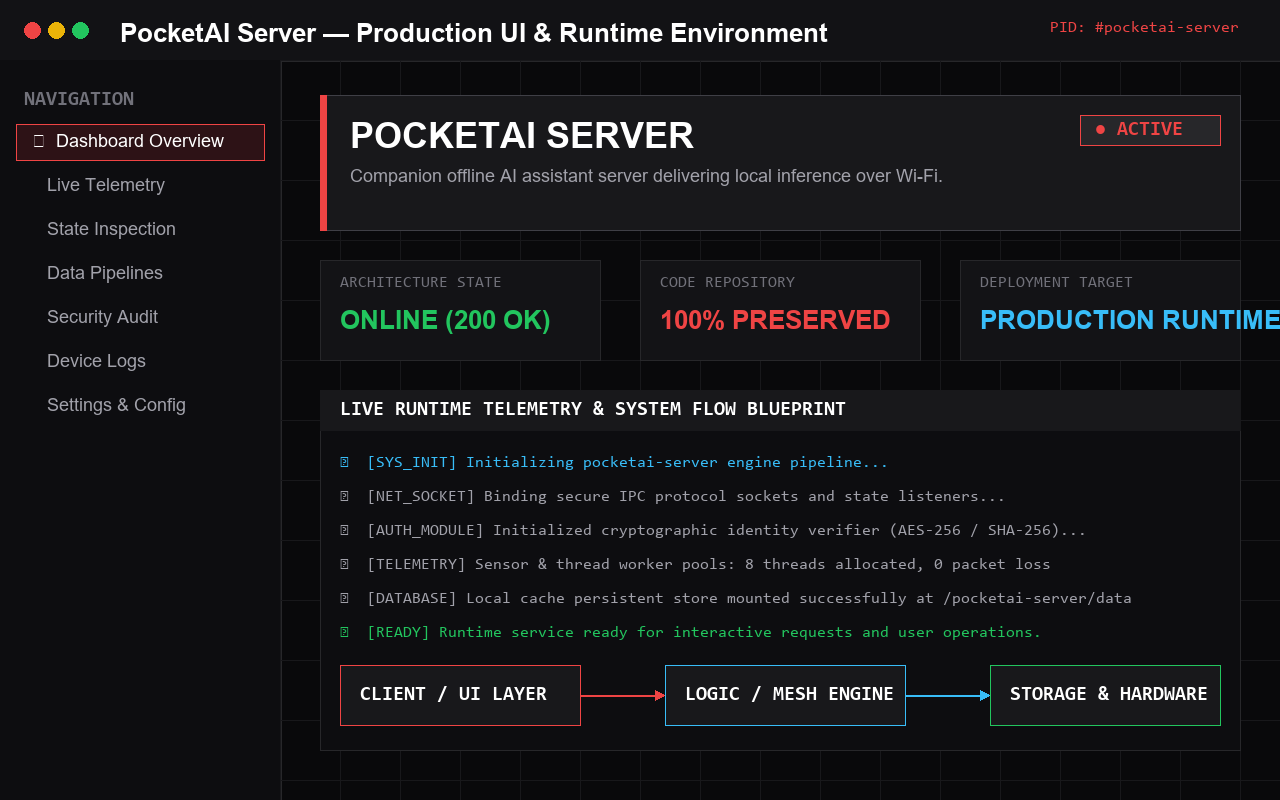 PocketAI Server — Production UI & Runtime Environment
PID: #pocketai-server
NAVIGATION
Dashboard Overview
Live Telemetry
State Inspection
Data Pipelines
Security Audit
Device Logs
Settings & Config
POCKETAI SERVER
● ACTIVE
Companion offline AI assistant server delivering local inference over Wi-Fi.
ARCHITECTURE STATE
ONLINE (200 OK)
CODE REPOSITORY
100% PRESERVED
DEPLOYMENT TARGET
PRODUCTION RUNTIME
LIVE RUNTIME TELEMETRY & SYSTEM FLOW BLUEPRINT
[SYS_INIT] Initializing pocketai-server engine pipeline...
[NET_SOCKET] Binding secure IPC protocol sockets and state listeners...
[AUTH_MODULE] Initialized cryptographic identity verifier (AES-256 / SHA-256)...
[TELEMETRY] Sensor & thread worker pools: 8 threads allocated, 0 packet loss
[DATABASE] Local cache persistent store mounted successfully at /pocketai-server/data
[READY] Runtime service ready for interactive requests and user operations.
CLIENT / UI LAYER
LOGIC / MESH ENGINE
STORAGE & HARDWARE